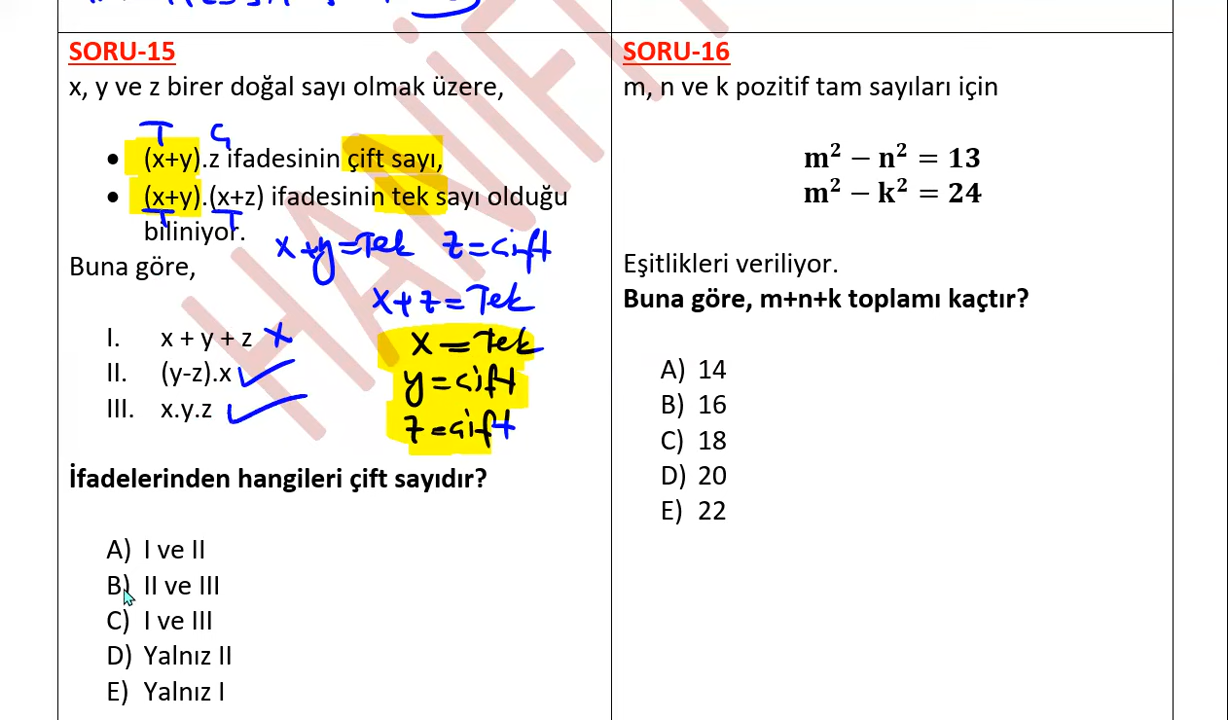 SORU-15
x, y ve z birer doğal sayı olmak üzere,
T Ç
• (x+y).z ifadesinin çift sayı,
• (x+y).(x+z) ifadesinin tek sayı olduğu
T T
biliniyor.
x+y=Tek z=çift
Buna göre,
x+z=Tek
I. x + y + z ✗
x=Tek
II. (y-z).x ✓
y=çift
III. x.y.z ✓
z=çift
İfadelerinden hangileri çift sayıdır?
A) I ve II
B) II ve III
C) I ve III
D) Yalnız II
E) Yalnız I
SORU-16
m, n ve k pozitif tam sayıları için
m² − n² = 13
m² − k² = 24
Eşitlikleri veriliyor.
Buna göre, m+n+k toplamı kaçtır?
A) 14
B) 16
C) 18
D) 20
E) 22